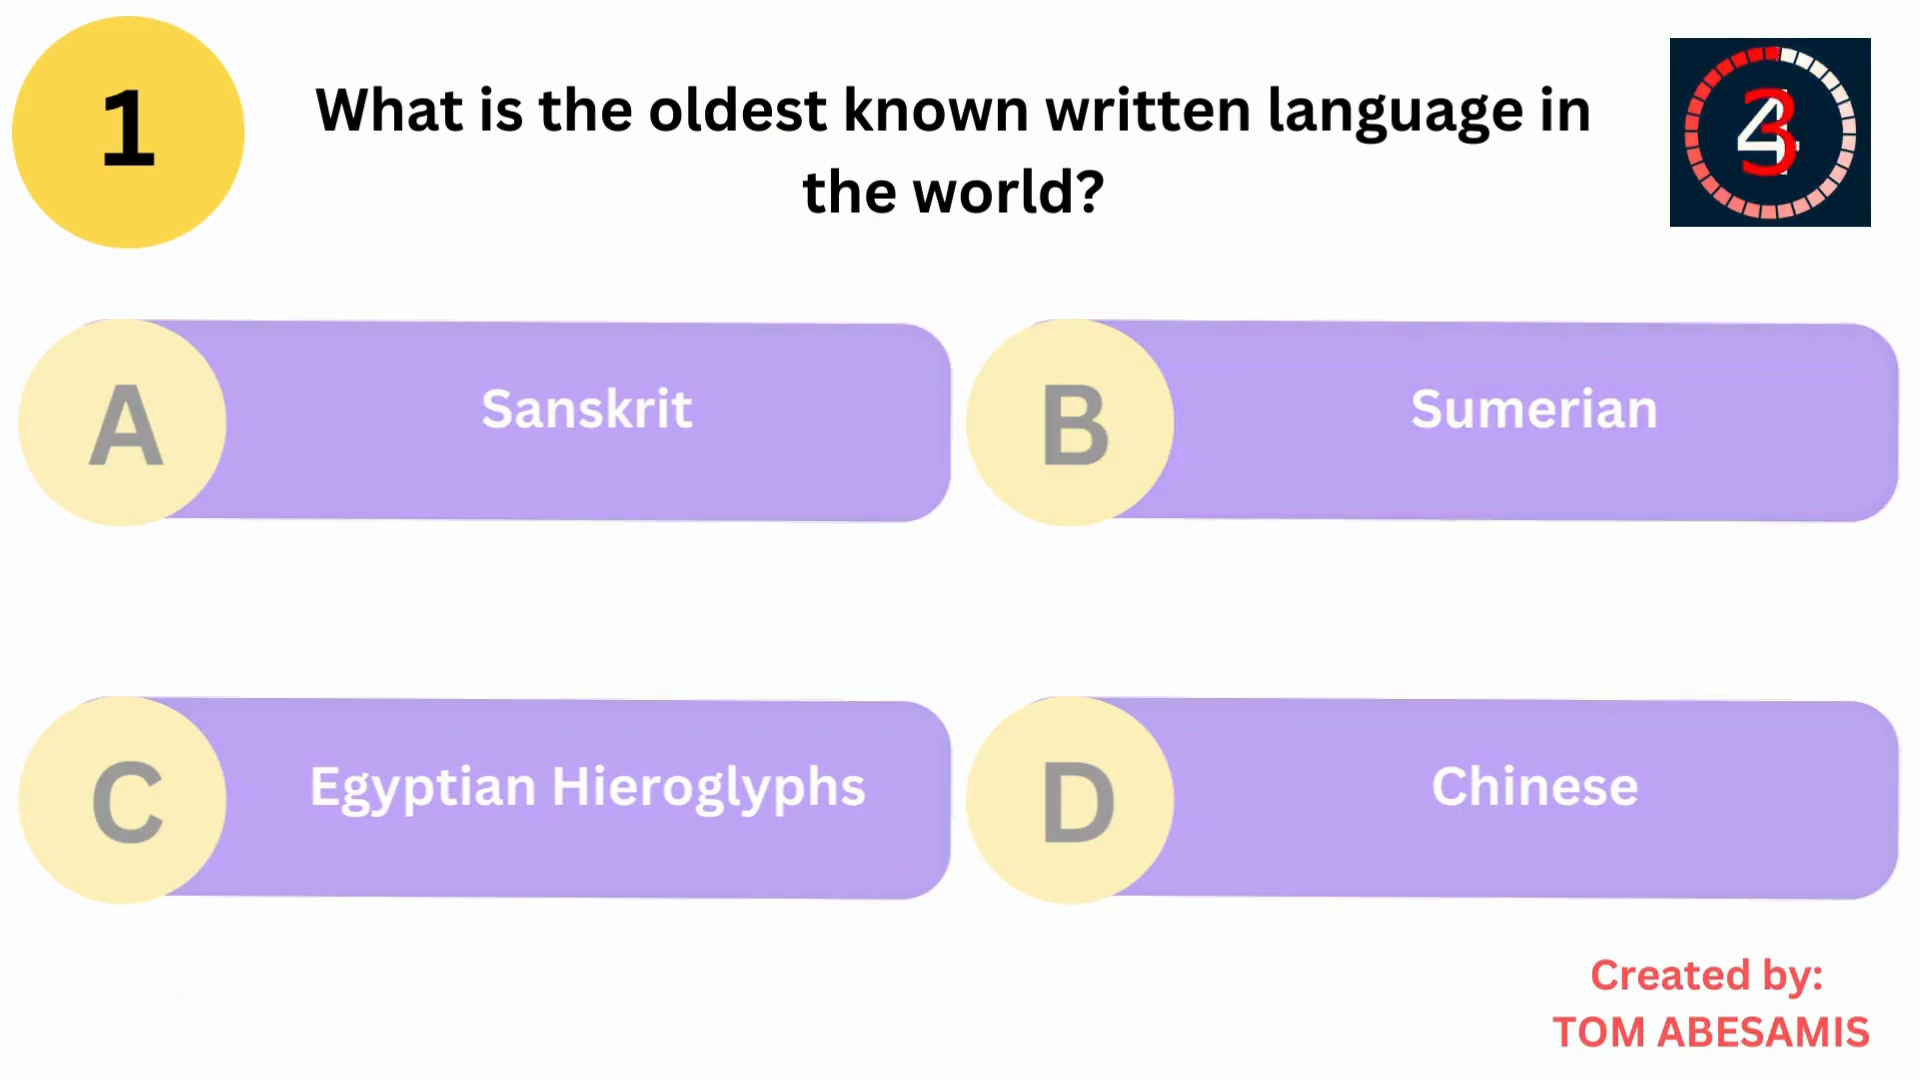 1
What is the oldest known written language in
the world?
A
Sanskrit
B
Sumerian
C
Egyptian Hieroglyphs
D
Chinese
Created by:
TOM ABESAMIS